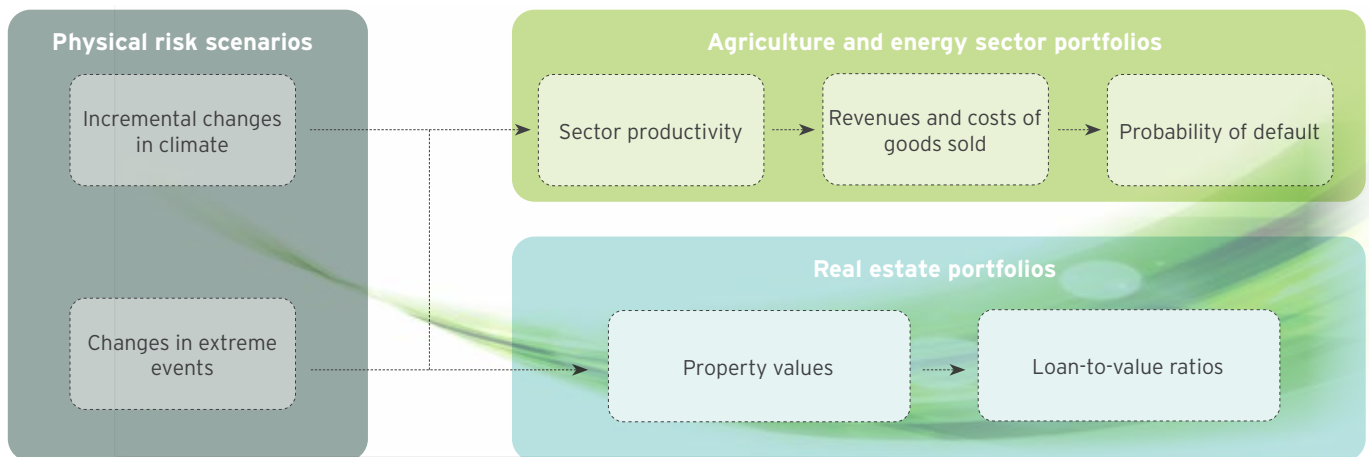 Physical risk scenarios
Incremental changes
in climate
Changes in extreme
events
Agriculture and energy sector portfolios
Sector productivity
Revenues and costs of
goods sold
Probability of default
Real estate portfolios
Property values
Loan-to-value ratios